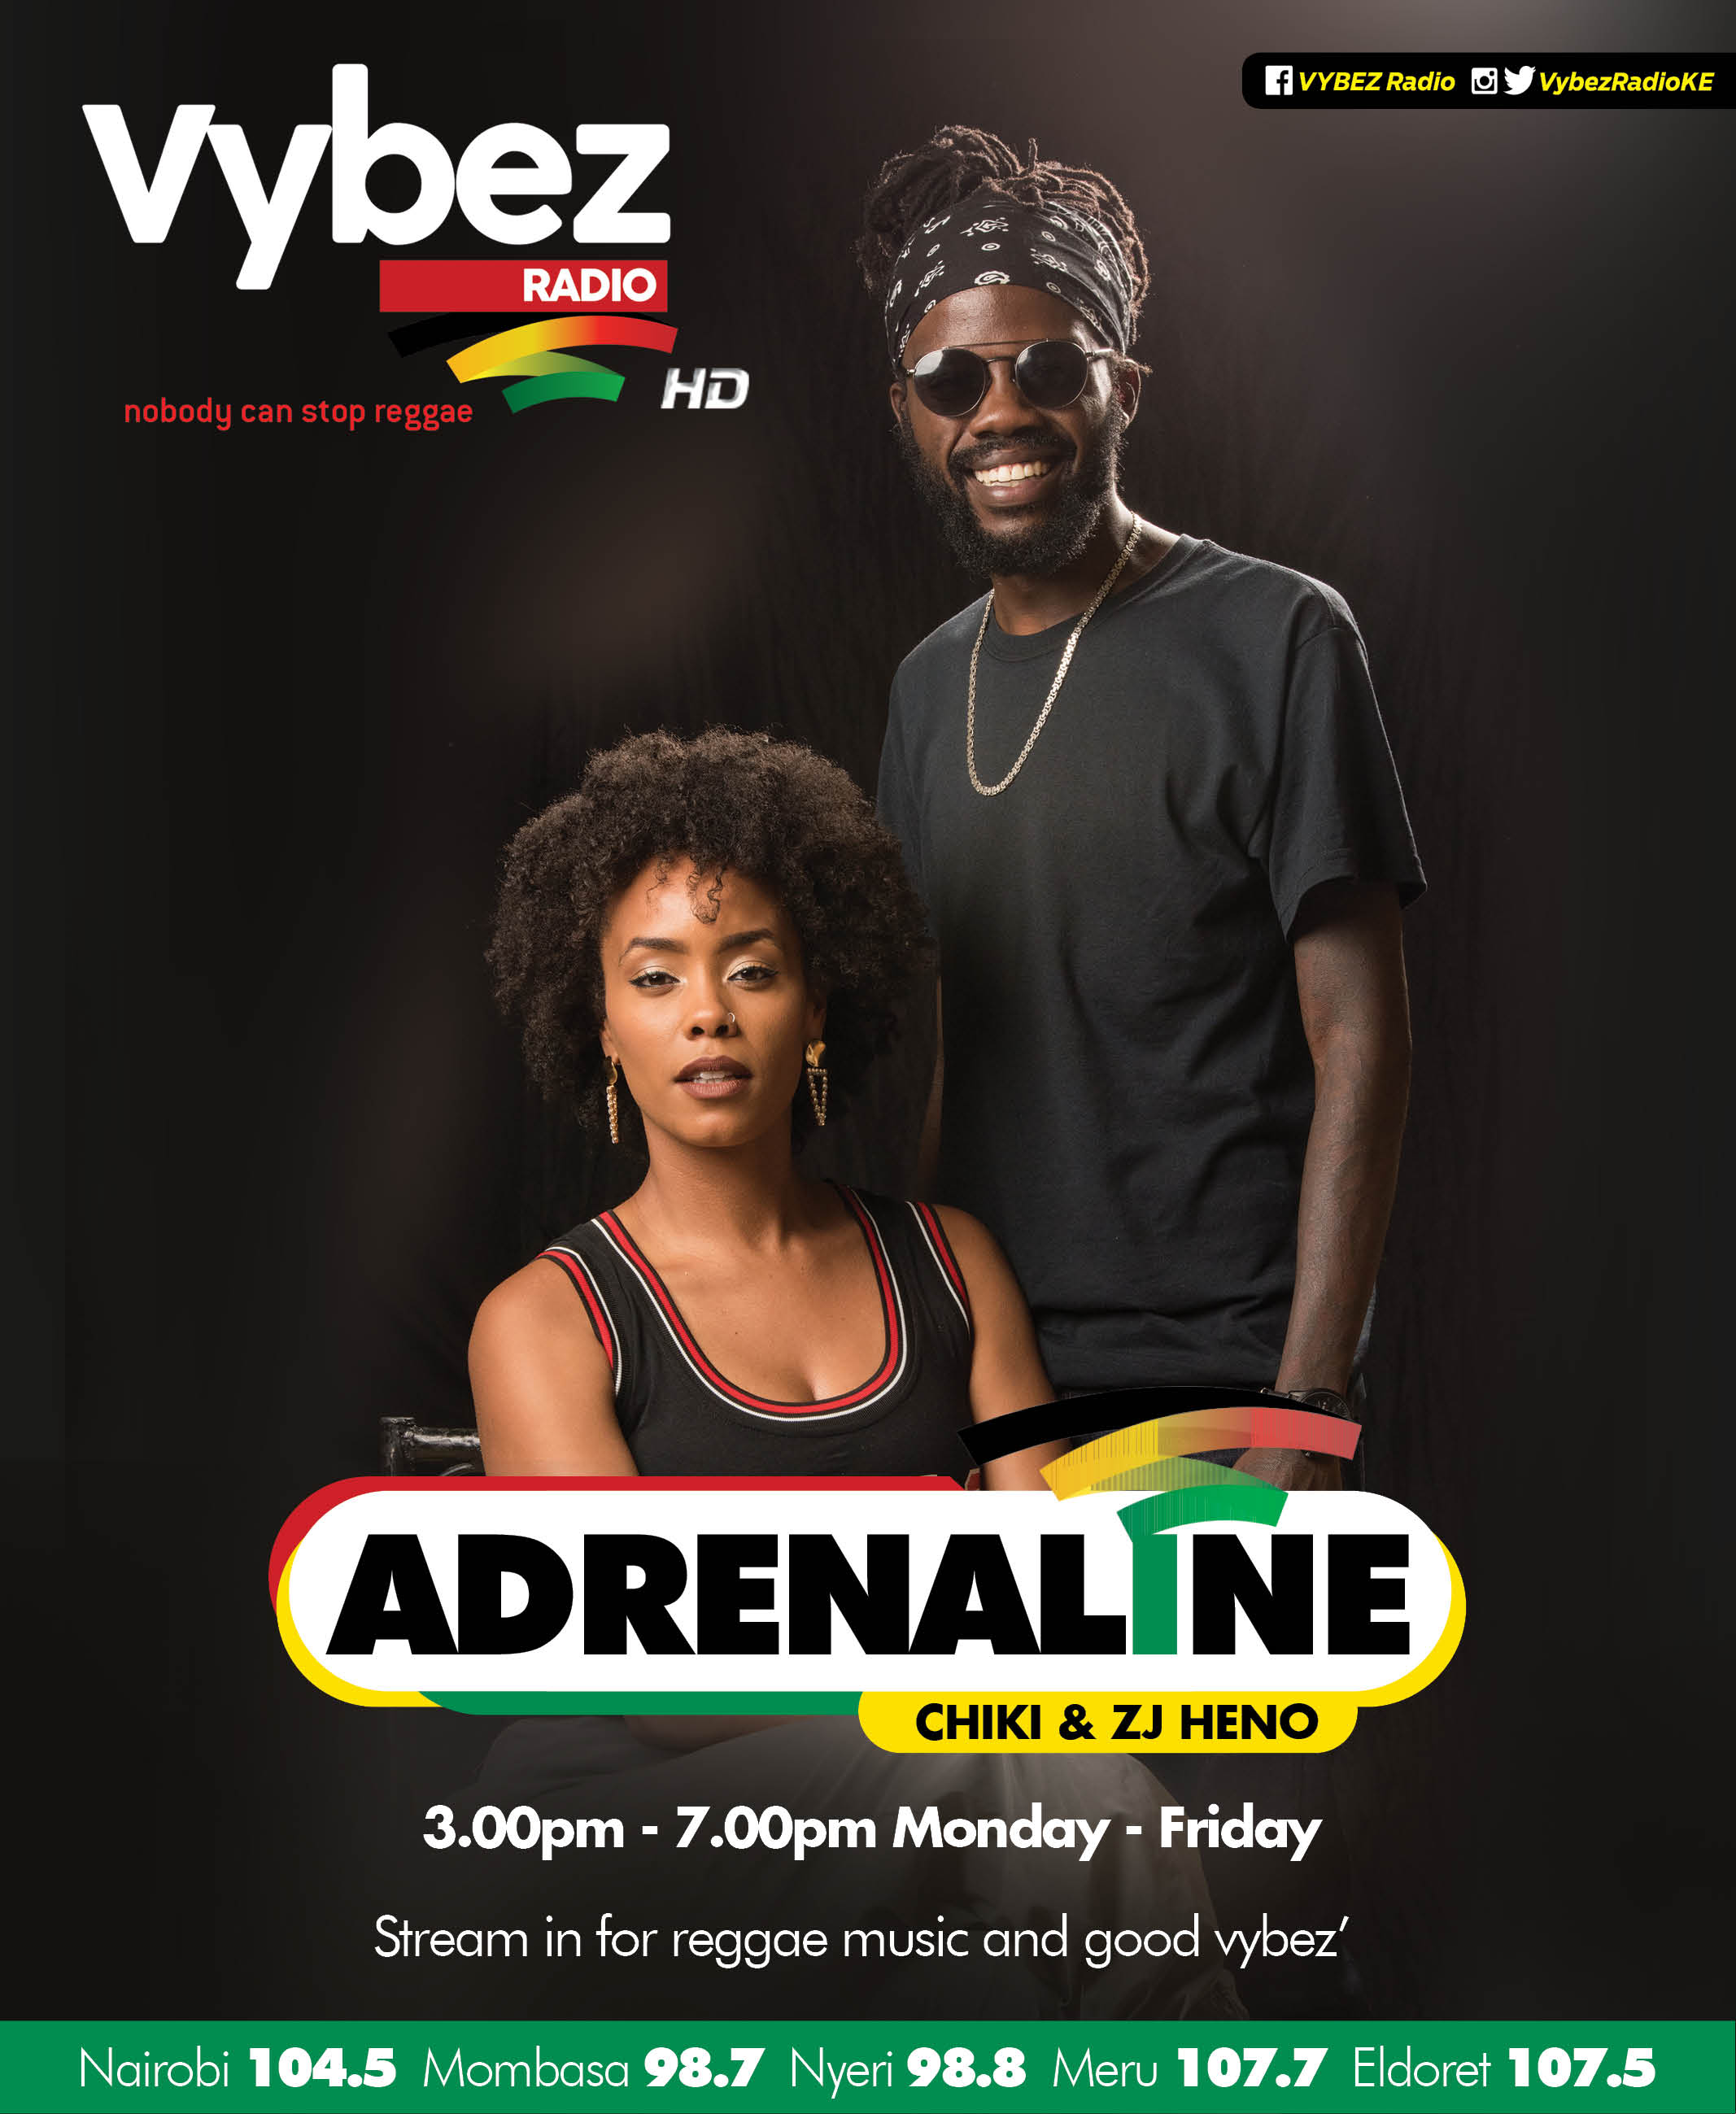 VYBEZ Radio VybezRadioKE
Vybez
RADIO
HD
nobody can stop reggae
ADRENALINE
CHIKI & ZJ HENO
3.00pm - 7.00pm Monday - Friday
Stream in for reggae music and good vybez’
Nairobi 104.5 Mombasa 98.7 Nyeri 98.8 Meru 107.7 Eldoret 107.5